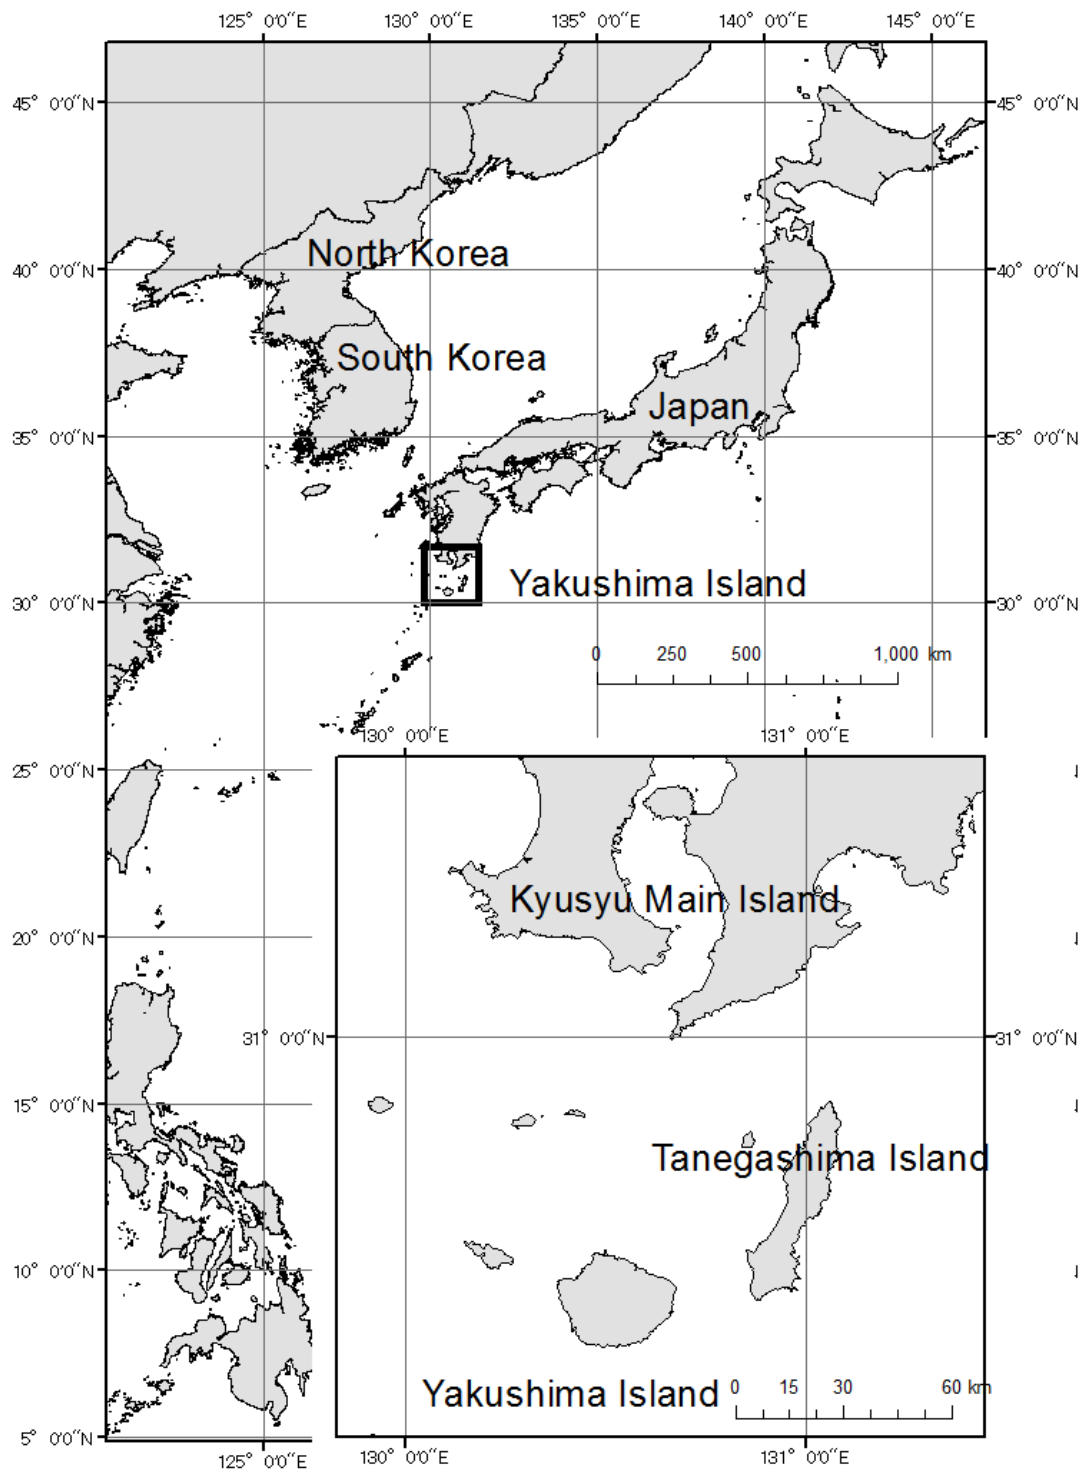 125° 0'0"E 130° 0'0"E 135° 0'0"E 140° 0'0"E 145° 0'0"E
45° 0'0"N 45° 0'0"N
North Korea
40° 0'0"N 40° 0'0"N
South Korea
Japan
35° 0'0"N 35° 0'0"N
Yakushima Island
30° 0'0"N 30° 0'0"N
0 250 500 1,000 km
130° 0'0"E 131° 0'0"E
25° 0'0"N
Kyusyu Main Island
20° 0'0"N
31° 0'0"N 31° 0'0"N
15° 0'0"N
Tanegashima Island
10° 0'0"N
Yakushima Island
0 15 30 60 km
5° 0'0"N
125° 0'0"E 130° 0'0"E 131° 0'0"E